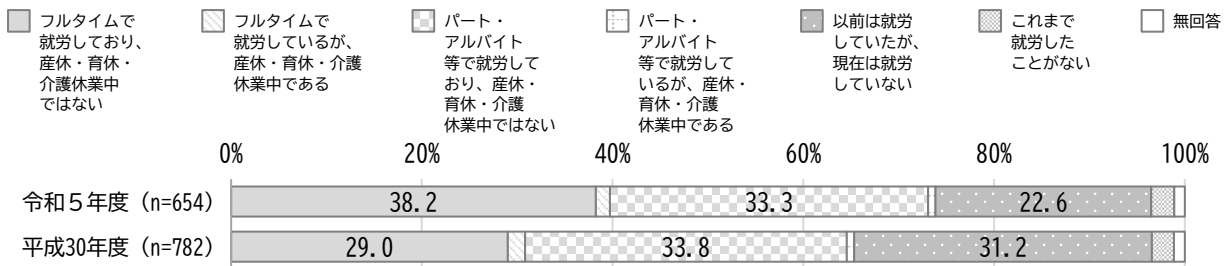 フルタイムで
就労しており、
産休・育休・
介護休業中
ではない
フルタイムで
就労しているが、
産休・育休・介護
休業中である
パート・
アルバイト
等で就労して
おり、産休・
育休・介護
休業中ではない
パート・
アルバイト
等で就労して
いるが、産休・
育休・介護
休業中である
以前は就労
していたが、
現在は就労
していない
これまで
就労した
ことがない
無回答
0% 20% 40% 60% 80% 100%
令和５年度（n=654） 38.2 33.3 22.6
平成30年度（n=782） 29.0 33.8 31.2